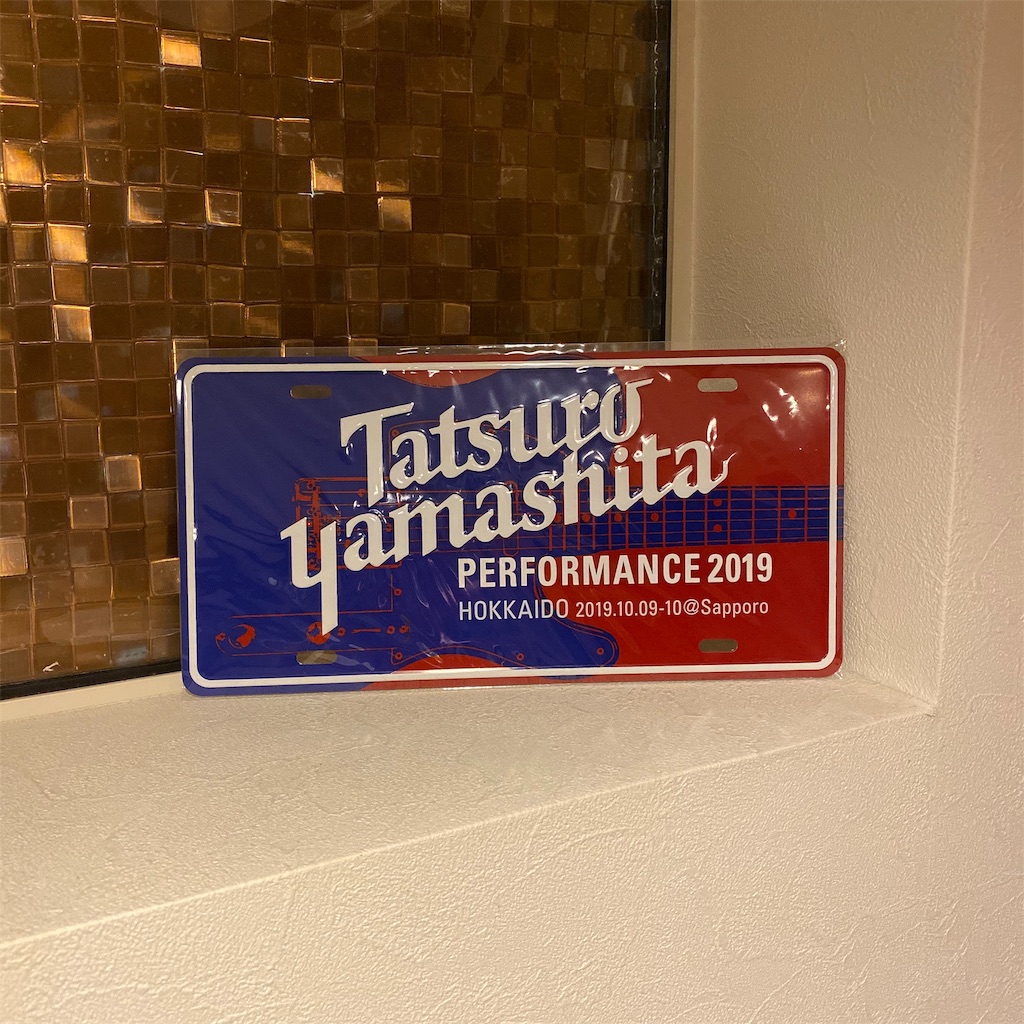 Tatsuro
Yamashita
PERFORMANCE 2019
HOKKAIDO 2019.10.09-10@Sapporo